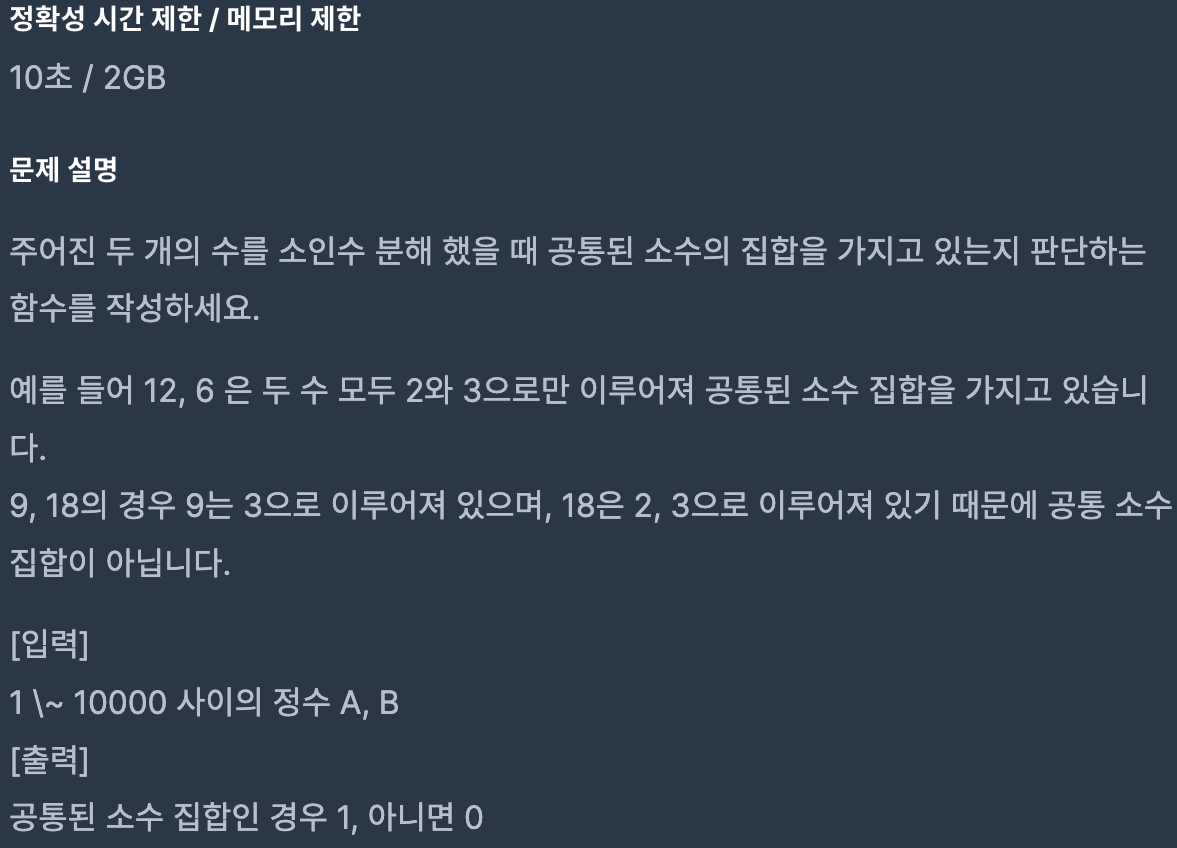 정확성 시간 제한 / 메모리 제한
10초 / 2GB
문제 설명
주어진 두 개의 수를 소인수 분해 했을 때 공통된 소수의 집합을 가지고 있는지 판단하는
함수를 작성하세요.
예를 들어 12, 6 은 두 수 모두 2와 3으로만 이루어져 공통된 소수 집합을 가지고 있습니
다.
9, 18의 경우 9는 3으로 이루어져 있으며, 18은 2, 3으로 이루어져 있기 때문에 공통 소수
집합이 아닙니다.
[입력]
1 \~ 10000 사이의 정수 A, B
[출력]
공통된 소수 집합인 경우 1, 아니면 0